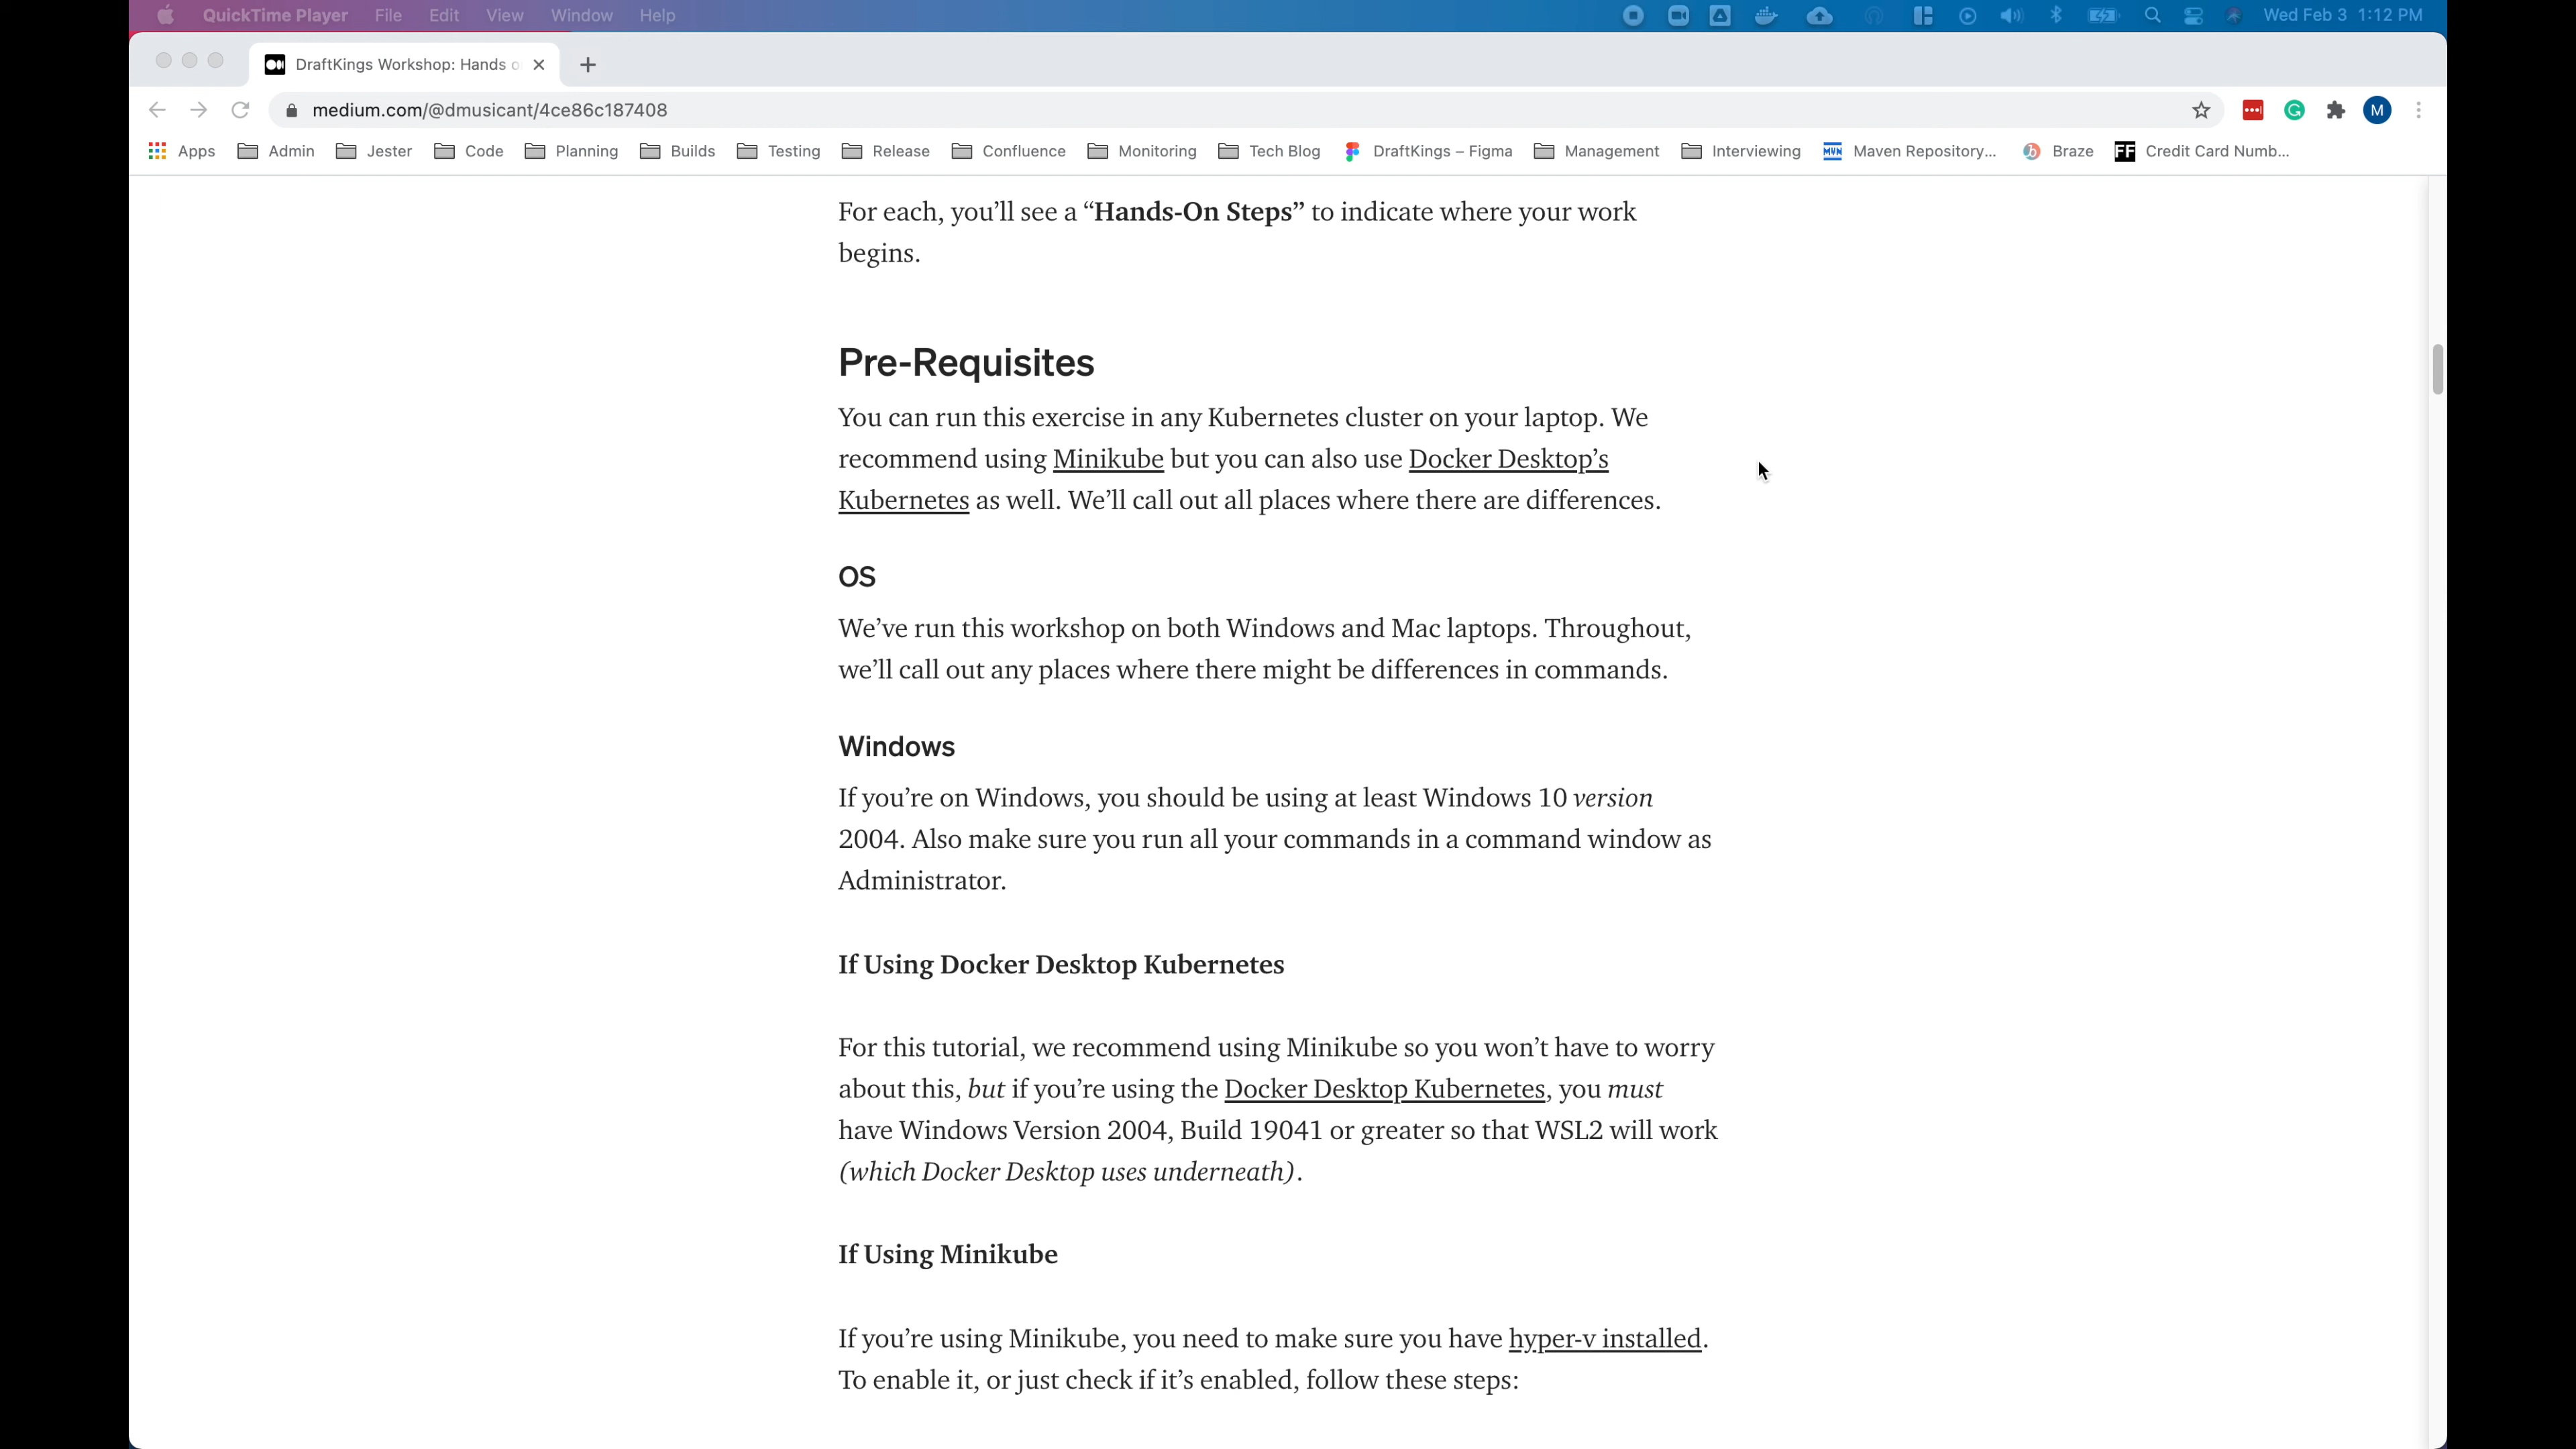 QuickTime Player File Edit View Window Help Wed Feb 3 1:12 PM
DraftKings Workshop: Hands o
medium.com/@dmusicant/4ce86c187408 M
Apps Admin Jester Code Planning Builds Testing Release Confluence Monitoring Tech Blog DraftKings – Figma Management Interviewing MVN Maven Repository... b Braze FF Credit Card Numb...
For each, you’ll see a “Hands-On Steps” to indicate where your work
begins.
Pre-Requisites
You can run this exercise in any Kubernetes cluster on your laptop. We
recommend using Minikube but you can also use Docker Desktop’s
Kubernetes as well. We’ll call out all places where there are differences.
OS
We’ve run this workshop on both Windows and Mac laptops. Throughout,
we’ll call out any places where there might be differences in commands.
Windows
If you’re on Windows, you should be using at least Windows 10 version
2004. Also make sure you run all your commands in a command window as
Administrator.
If Using Docker Desktop Kubernetes
For this tutorial, we recommend using Minikube so you won’t have to worry
about this, but if you’re using the Docker Desktop Kubernetes, you must
have Windows Version 2004, Build 19041 or greater so that WSL2 will work
(which Docker Desktop uses underneath).
If Using Minikube
If you’re using Minikube, you need to make sure you have hyper-v installed.
To enable it, or just check if it’s enabled, follow these steps: